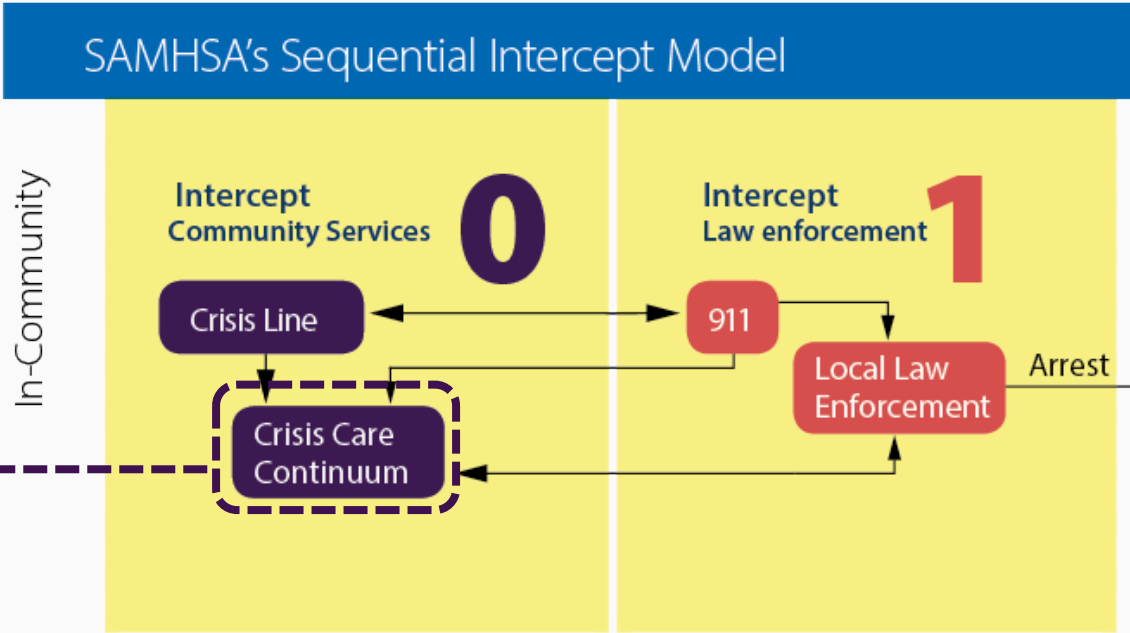 SAMHSA’s Sequential Intercept Model
In-Community
Intercept
Community Services
0
Crisis Line
Crisis Care
Continuum
Intercept
Law enforcement
1
911
Local Law
Enforcement
Arrest